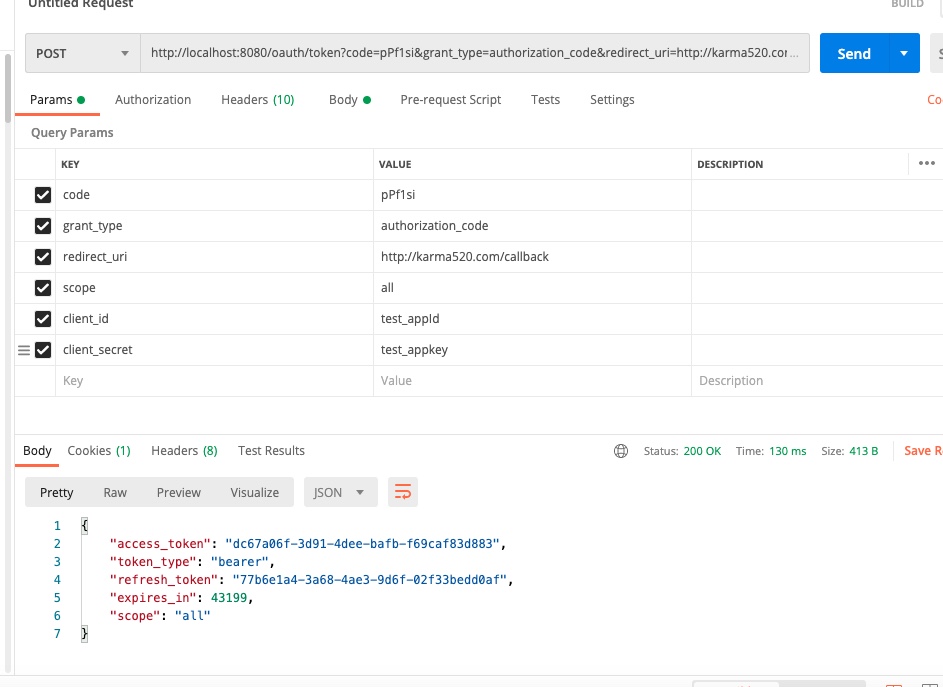 Untitled Request
BUILD
POST http://localhost:8080/oauth/token?code=pPf1si&grant_type=authorization_code&redirect_uri=http://karma520.cor... Send
Params Authorization Headers (10) Body Pre-request Script Tests Settings Co
Query Params
KEY VALUE DESCRIPTION •••
code pPf1si
grant_type authorization_code
redirect_uri http://karma520.com/callback
scope all
client_id test_appId
client_secret test_appkey
Key Value Description
Body Cookies (1) Headers (8) Test Results Status: 200 OK Time: 130 ms Size: 413 B Save R
Pretty Raw Preview Visualize JSON
1 {
2 "access_token": "dc67a06f-3d91-4dee-bafb-f69caf83d883",
3 "token_type": "bearer",
4 "refresh_token": "77b6e1a4-3a68-4ae3-9d6f-02f33bedd0af",
5 "expires_in": 43199,
6 "scope": "all"
7 }